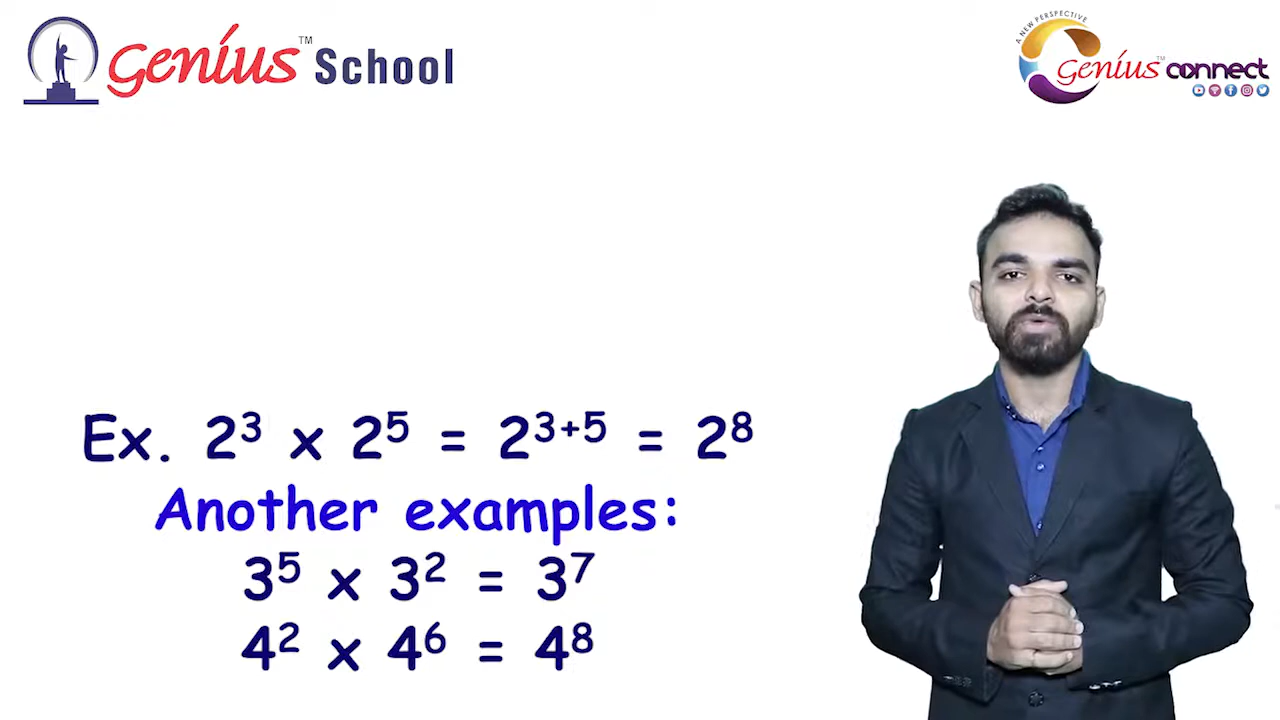 Genius™ School
A NEW PERSPECTIVE
Genius™ connect
Ex. 2³ x 2⁵ = 2³⁺⁵ = 2⁸
Another examples:
3⁵ x 3² = 3⁷
4² x 4⁶ = 4⁸